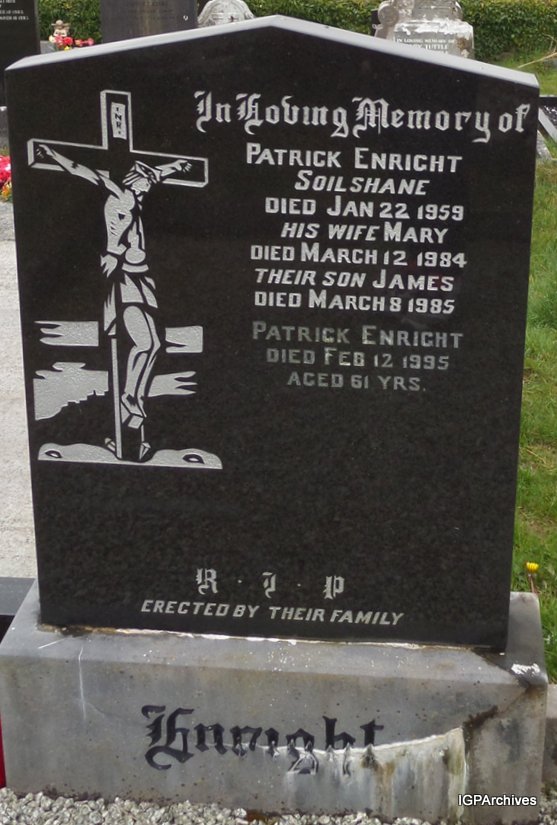 INRI
In Loving Memory of
PATRICK ENRIGHT
SOILSHANE
DIED JAN 22 1959
HIS WIFE MARY
DIED MARCH 12 1984
THEIR SON JAMES
DIED MARCH 8 1985
PATRICK ENRIGHT
DIED FEB 12 1995
AGED 61 YRS.
R · I · P
ERECTED BY THEIR FAMILY
Enright
IGPArchives